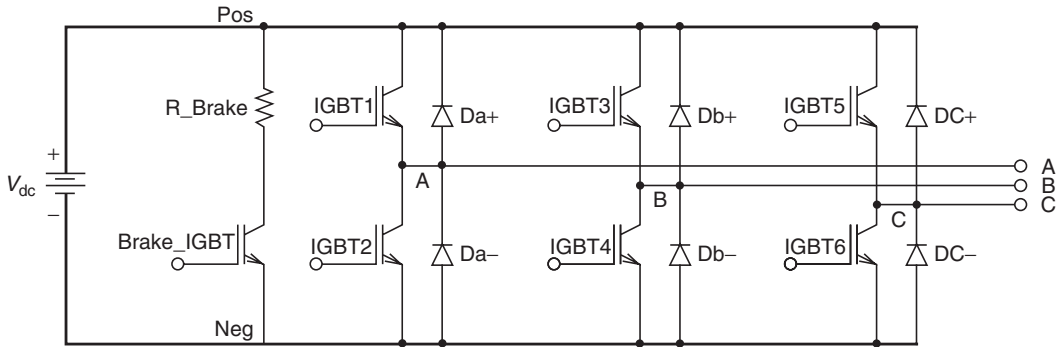 Pos
R_Brake
IGBT1
Da+
IGBT3
Db+
IGBT5
DC+
+
Vdc
−
A
B
C
A
B
C
Brake_IGBT
IGBT2
Da−
IGBT4
Db−
IGBT6
DC−
Neg